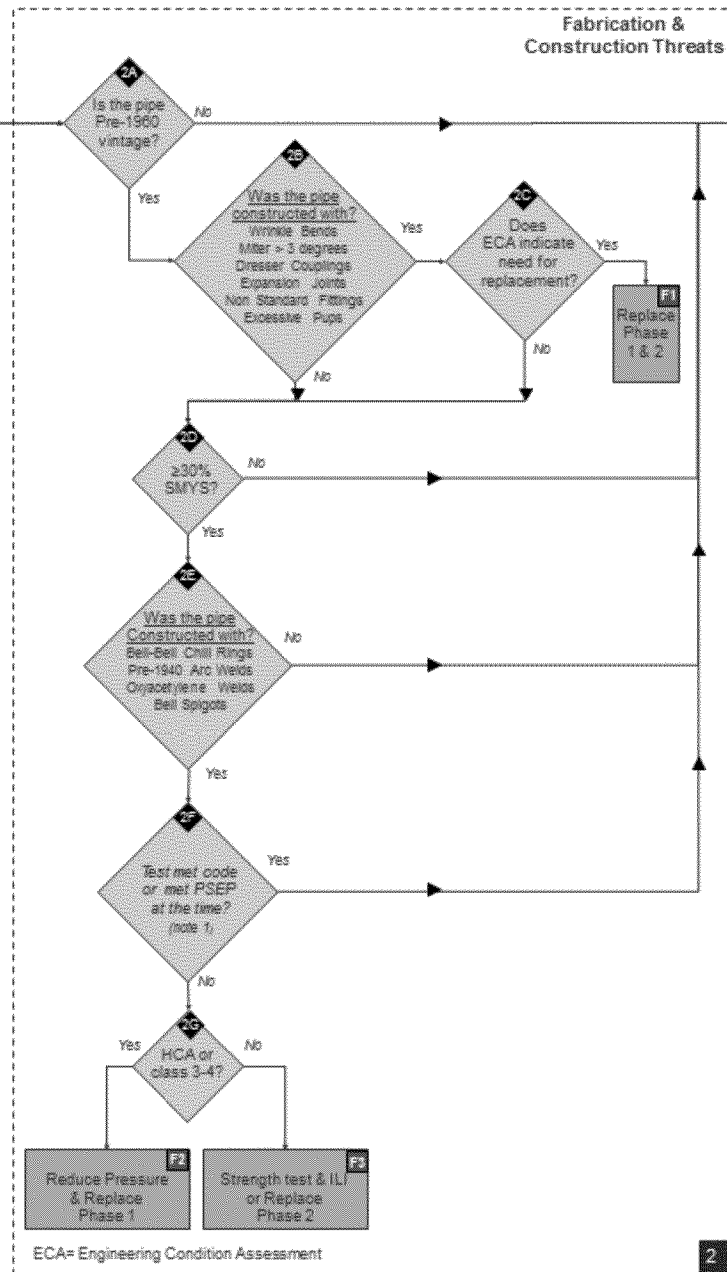 Fabrication &
Construction Threats
2A
Is the pipe
Pre-1960
vintage?
No
Yes
2B
Was the pipe
constructed with?
Wrinkle Bends
Miter > 3 degrees
Dresser Couplings
Expansion Joints
Non Standard Fittings
Excessive Pups
Yes
No
2C
Does
ECA indicate
need for
replacement?
Yes
No
F1
Replace
Phase
1 & 2
2D
≥30%
SMYS?
No
Yes
2E
Was the pipe
Constructed with?
Bell-Bell Chill Rings
Pre-1940 Arc Welds
Oxyacetylene Welds
Bell Spigots
No
Yes
2F
Test met code
or met PSEP
at the time?
(note 1)
Yes
No
2G
HCA or
class 3-4?
Yes
No
F2
Reduce Pressure
& Replace
Phase 1
F3
Strength test & ILI
or Replace
Phase 2
ECA= Engineering Condition Assessment
2